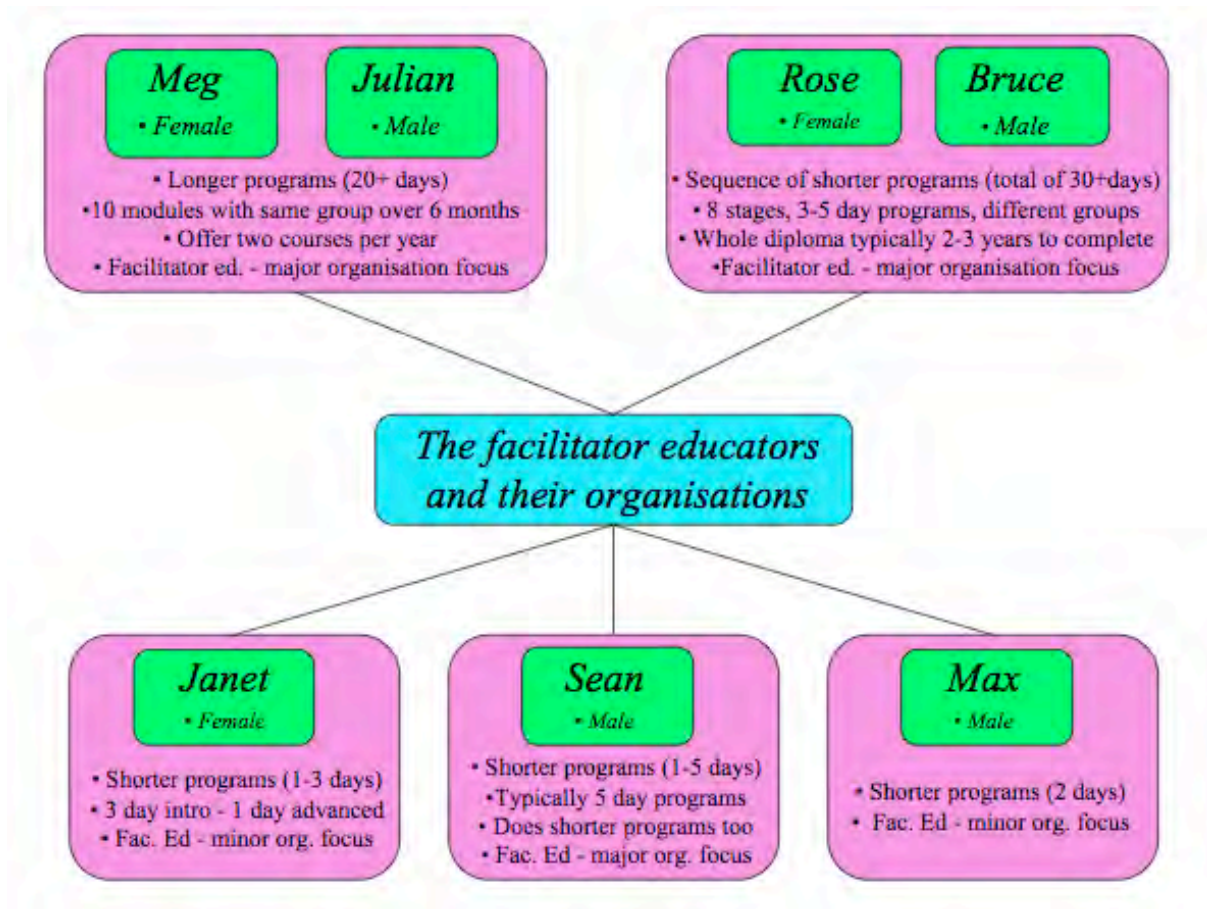 Meg
• Female
Julian
• Male
• Longer programs (20+ days)
•10 modules with same group over 6 months
• Offer two courses per year
• Facilitator ed. - major organisation focus
Rose
• Female
Bruce
• Male
• Sequence of shorter programs (total of 30+days)
• 8 stages, 3-5 day programs, different groups
• Whole diploma typically 2-3 years to complete
•Facilitator ed. - major organisation focus
The facilitator educators
and their organisations
Janet
• Female
• Shorter programs (1-3 days)
• 3 day intro - 1 day advanced
• Fac. Ed - minor org. focus
Sean
• Male
• Shorter programs (1-5 days)
•Typically 5 day programs
• Does shorter programs too
• Fac. Ed - major org. focus
Max
• Male
• Shorter programs (2 days)
• Fac. Ed - minor org. focus